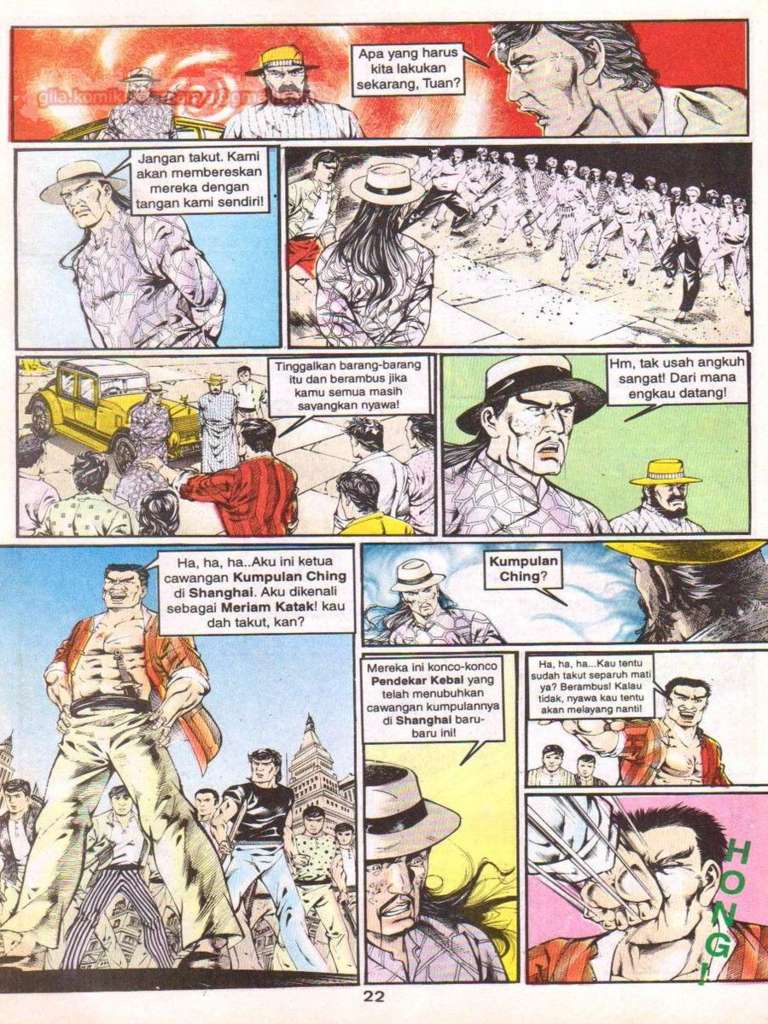 Apa yang harus
kita lakukan
sekarang, Tuan?
Jangan takut. Kami
akan membereskan
mereka dengan
tangan kami sendiri!
Tinggalkan barang-barang
itu dan berambus jika
kamu semua masih
sayangkan nyawa!
Hm, tak usah angkuh
sangat! Dari mana
engkau datang!
Ha, ha, ha..Aku ini ketua
cawangan Kumpulan Ching
di Shanghai. Aku dikenali
sebagai Meriam Katak! kau
dah takut, kan?
Kumpulan
Ching?
Mereka ini konco-konco
Pendekar Kebal yang
telah menubuhkan
cawangan kumpulannya
di Shanghai baru-
baru ini!
Ha, ha, ha...Kau tentu
sudah takut separuh mati
ya? Berambus! Kalau
tidak, nyawa kau tentu
akan melayang nanti!
HONG!
22